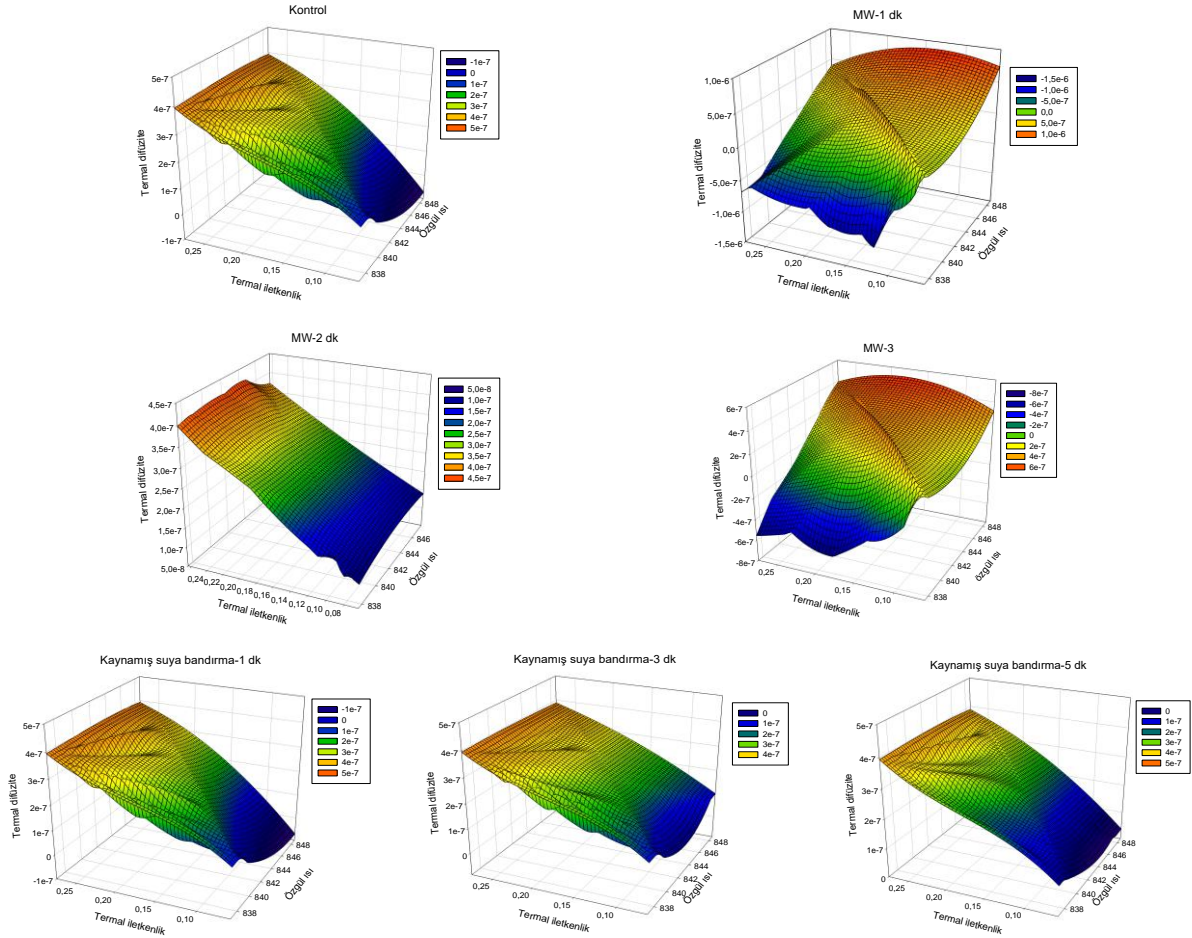 Kontrol
5e-7
4e-7
3e-7
2e-7
1e-7
0
-1e-7
Termal difüzite
0,25
0,20
0,15
0,10
Termal iletkenlik
838
840
842
844
846
848
Özgül ısı
-1e-7
0
1e-7
2e-7
3e-7
4e-7
5e-7
MW-1 dk
1,0e-6
5,0e-7
0,0
-5,0e-7
-1,0e-6
-1,5e-6
Termal difüzite
0,25
0,20
0,15
0,10
Termal iletkenlik
838
840
842
844
846
848
Özgül ısı
-1,5e-6
-1,0e-6
-5,0e-7
0,0
5,0e-7
1,0e-6
MW-2 dk
4,5e-7
4,0e-7
3,5e-7
3,0e-7
2,5e-7
2,0e-7
1,5e-7
1,0e-7
5,0e-8
Termal difüzite
0,24 0,22 0,20 0,18 0,16 0,14 0,12 0,10 0,08
Termal iletkenlik
838
840
842
844
846
Özgül ısı
5,0e-8
1,0e-7
1,5e-7
2,0e-7
2,5e-7
3,0e-7
3,5e-7
4,0e-7
4,5e-7
MW-3
6e-7
4e-7
2e-7
0
-2e-7
-4e-7
-6e-7
-8e-7
Termal difüzite
0,25
0,20
0,15
0,10
Termal iletkenlik
838
840
842
844
846
848
özgül ısı
-8e-7
-6e-7
-4e-7
-2e-7
0
2e-7
4e-7
6e-7
Kaynamış suya bandırma-1 dk
5e-7
4e-7
3e-7
2e-7
1e-7
0
-1e-7
Termal difüzite
0,25
0,20
0,15
0,10
Termal iletkenlik
838
840
842
844
846
848
Özgül ısı
-1e-7
0
1e-7
2e-7
3e-7
4e-7
5e-7
Kaynamış suya bandırma-3 dk
5e-7
4e-7
3e-7
2e-7
1e-7
0
Termal difüzite
0,25
0,20
0,15
0,10
Termal iletkenlik
838
840
842
844
846
848
Özgül ısı
0
1e-7
2e-7
3e-7
4e-7
Kaynamış suya bandırma-5 dk
5e-7
4e-7
3e-7
2e-7
1e-7
0
Termal difüzite
0,25
0,20
0,15
0,10
Termal iletkenlik
838
840
842
844
846
848
Özgül ısı
0
1e-7
2e-7
3e-7
4e-7
5e-7